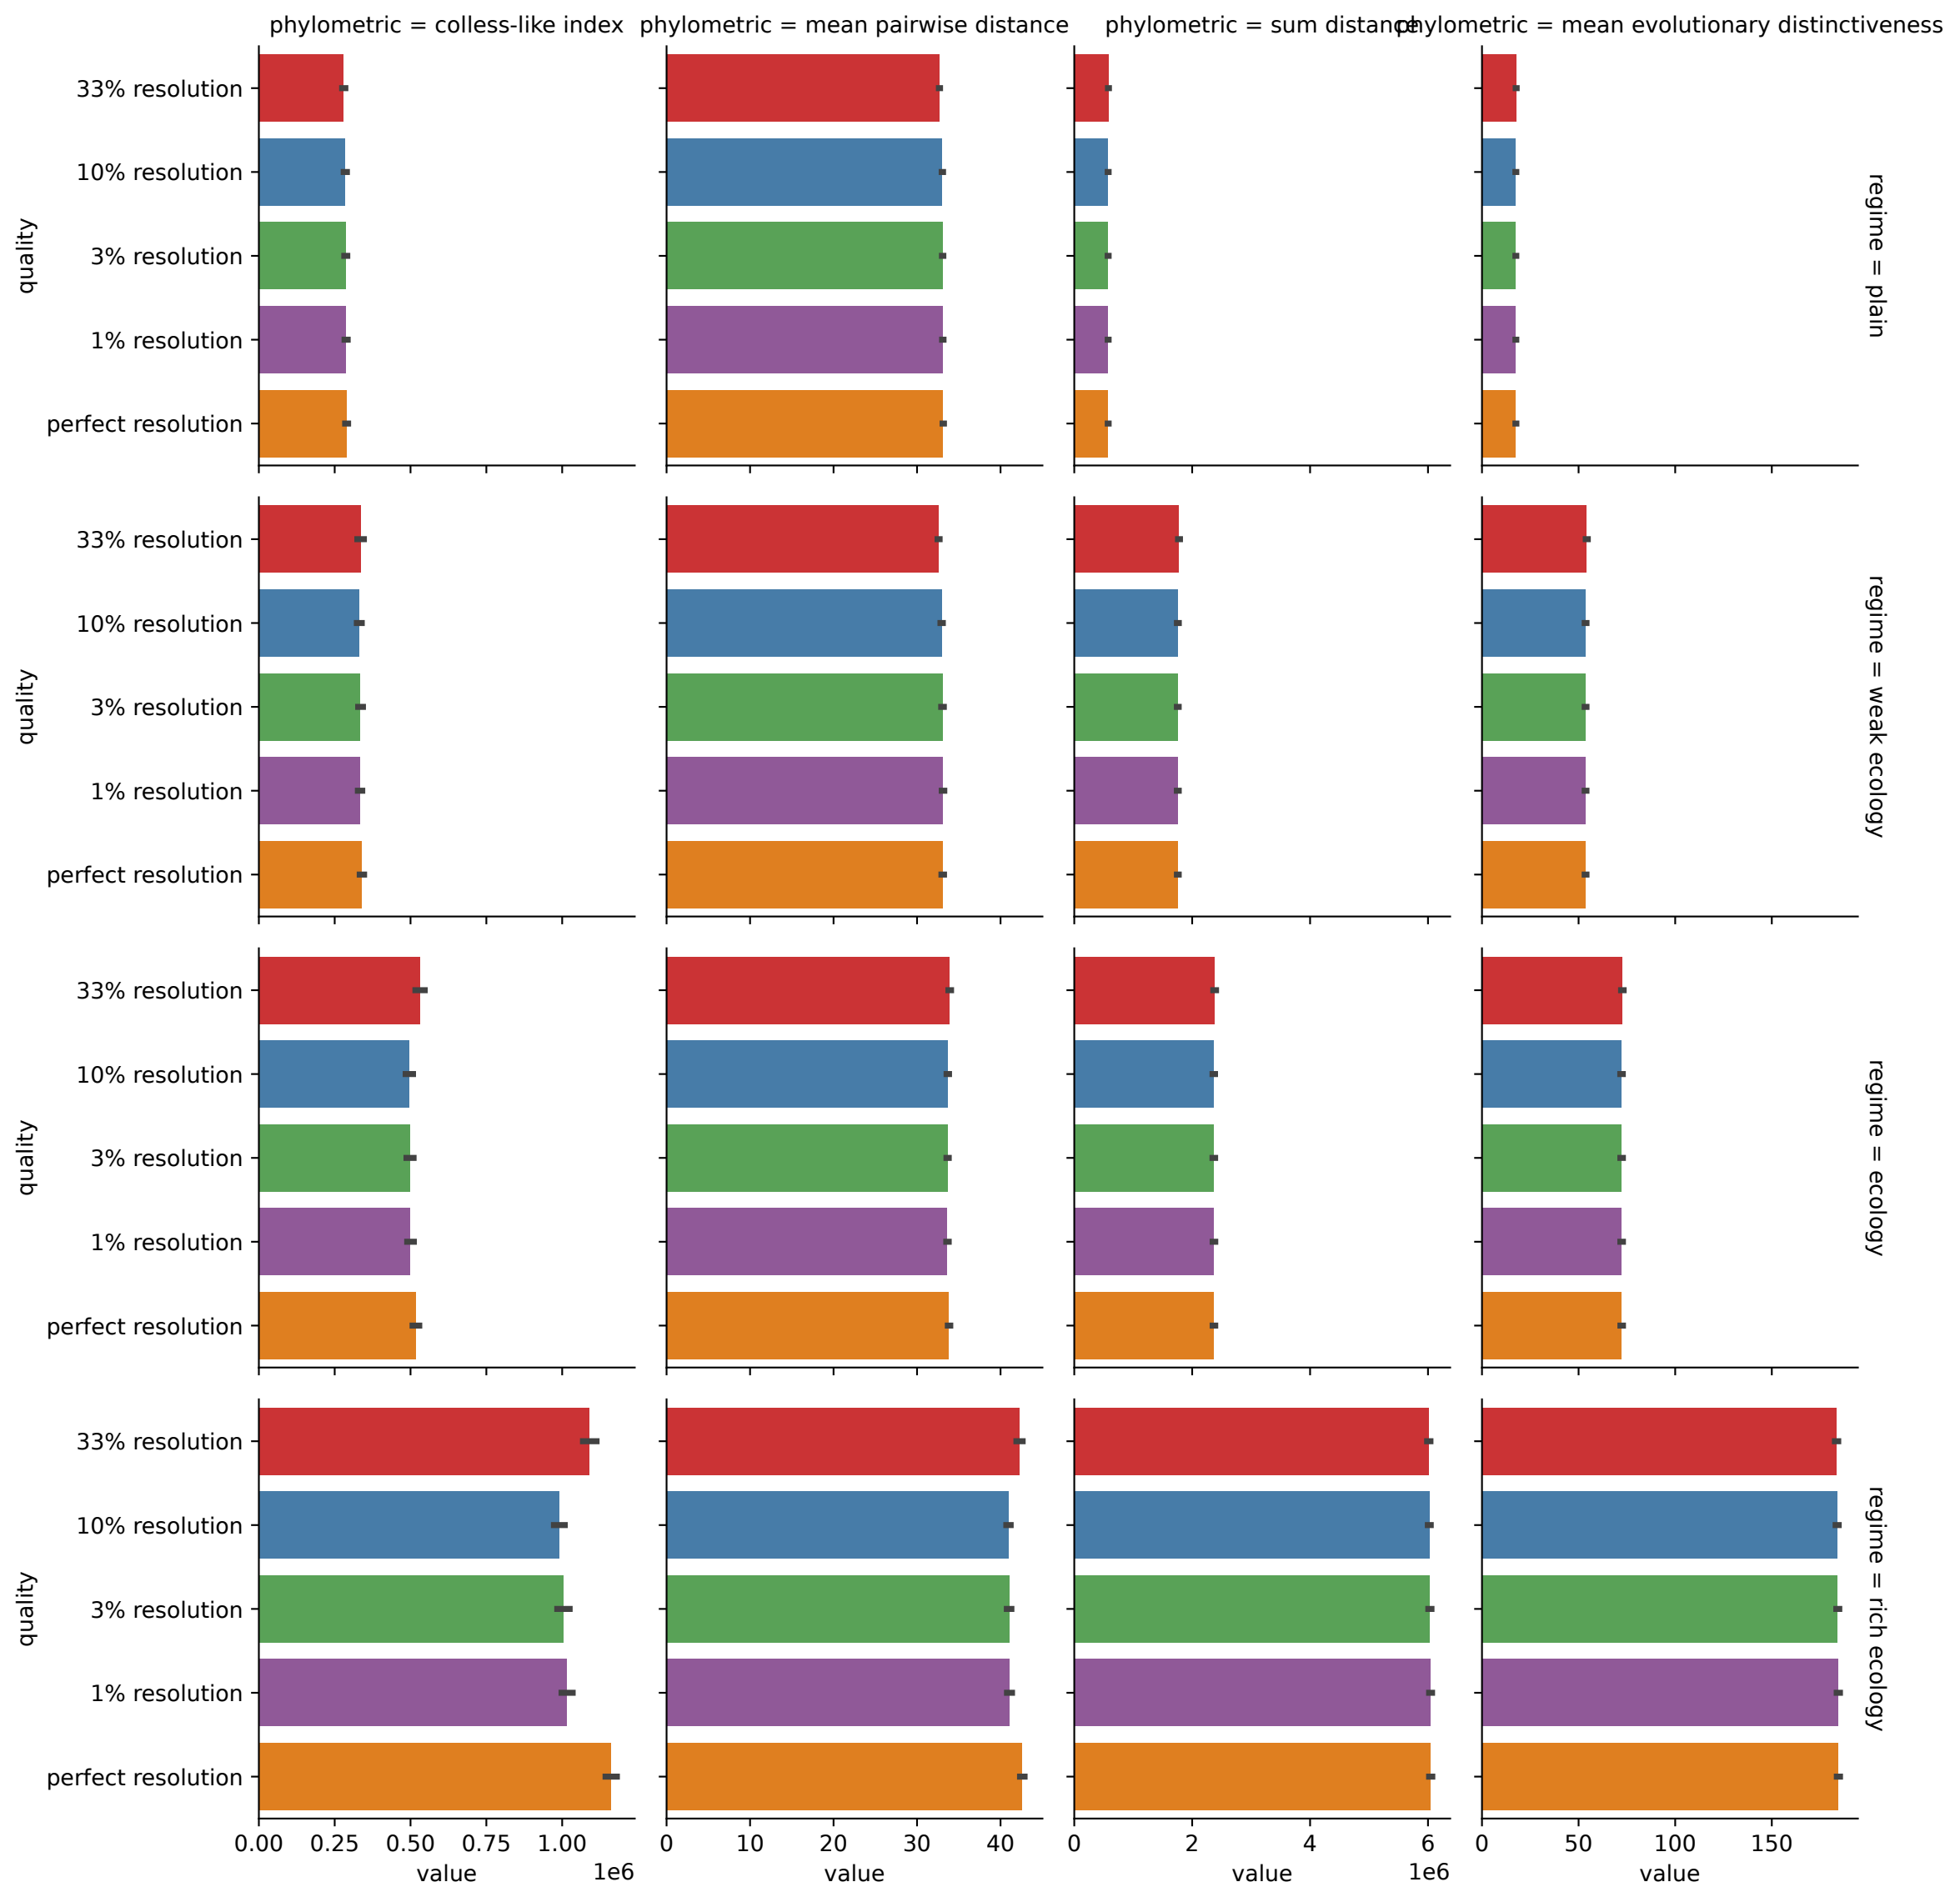 phylometric = colless-like index
phylometric = mean pairwise distance
phylometric = sum distance
phylometric = mean evolutionary distinctiveness
quality
33% resolution
10% resolution
3% resolution
1% resolution
perfect resolution
regime = plain
quality
33% resolution
10% resolution
3% resolution
1% resolution
perfect resolution
regime = weak ecology
quality
33% resolution
10% resolution
3% resolution
1% resolution
perfect resolution
regime = ecology
quality
33% resolution
10% resolution
3% resolution
1% resolution
perfect resolution
regime = rich ecology
0.00 0.25 0.50 0.75 1.00
1e6
value
0 10 20 30 40
value
0 2 4 6
1e6
value
0 50 100 150
value